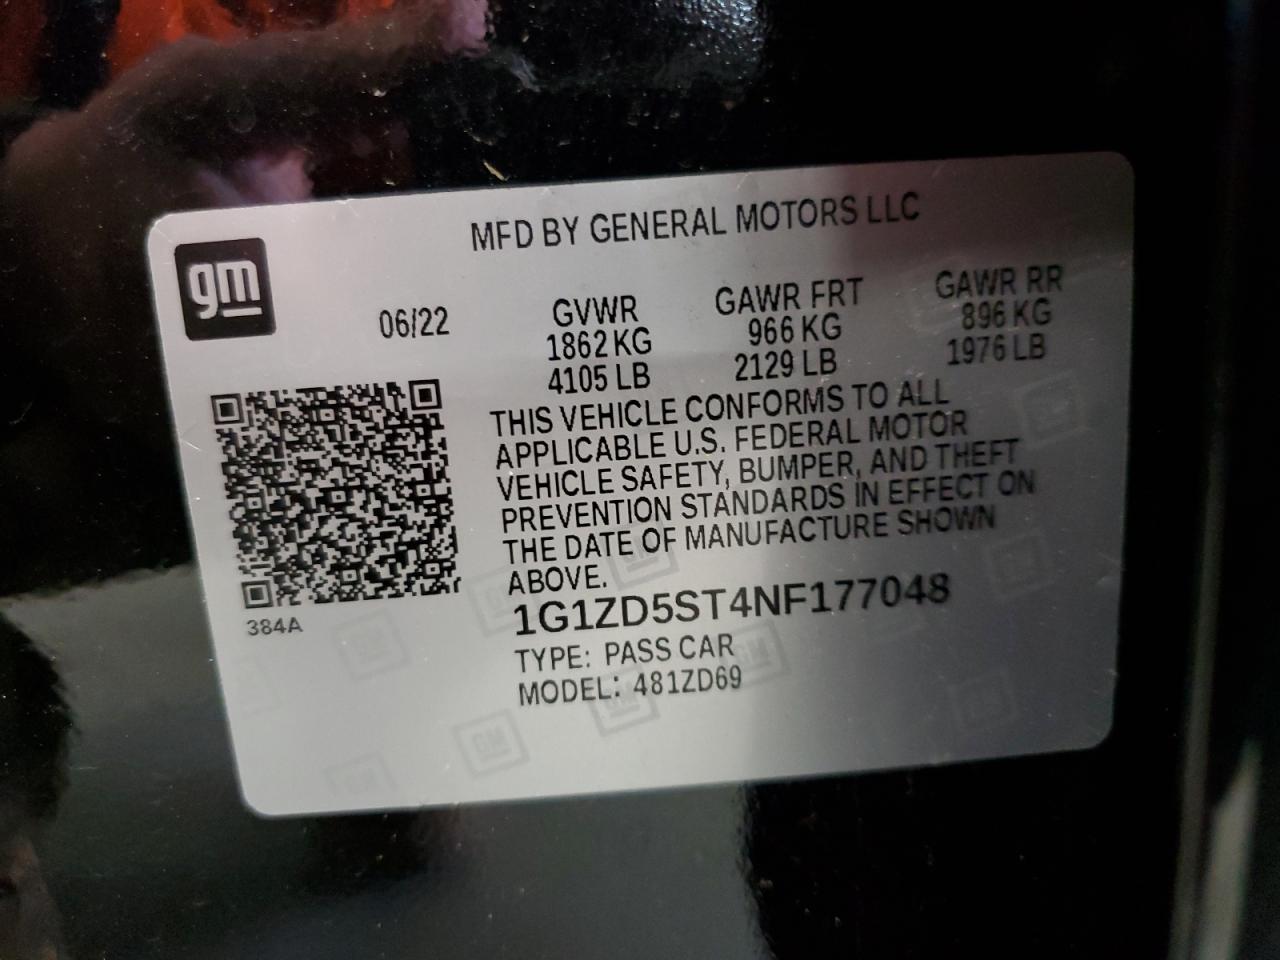 MFD BY GENERAL MOTORS LLC
gm
06/22
GVWR
1862 KG
4105 LB
GAWR FRT
966 KG
2129 LB
GAWR RR
896 KG
1976 LB
THIS VEHICLE CONFORMS TO ALL
APPLICABLE U.S. FEDERAL MOTOR
VEHICLE SAFETY, BUMPER, AND THEFT
PREVENTION STANDARDS IN EFFECT ON
THE DATE OF MANUFACTURE SHOWN
ABOVE.
384A
1G1ZD5ST4NF177048
TYPE: PASS CAR
MODEL: 481ZD69